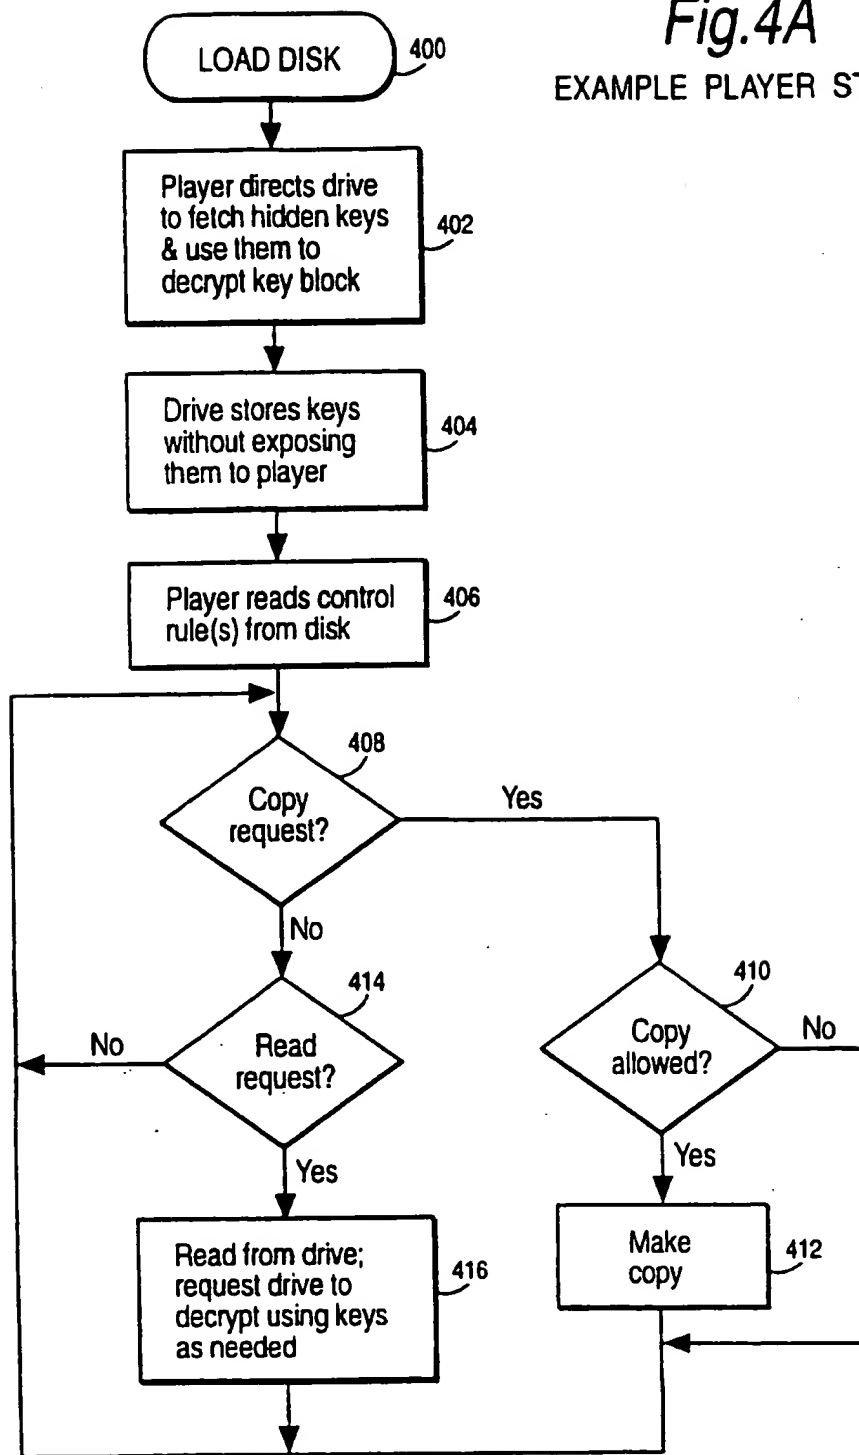 Fig.4A
EXAMPLE PLAYER
LOAD DISK
400
Player directs drive
to fetch hidden keys
& use them to
decrypt key block
402
Drive stores keys
without exposing
them to player
404
Player reads control
rule(s) from disk
406
408
Copy
request?
Yes
No
414
Read
request?
No
Yes
410
Copy
allowed?
No
Yes
Read from drive;
request drive to
decrypt using keys
as needed
416
Make
copy
412